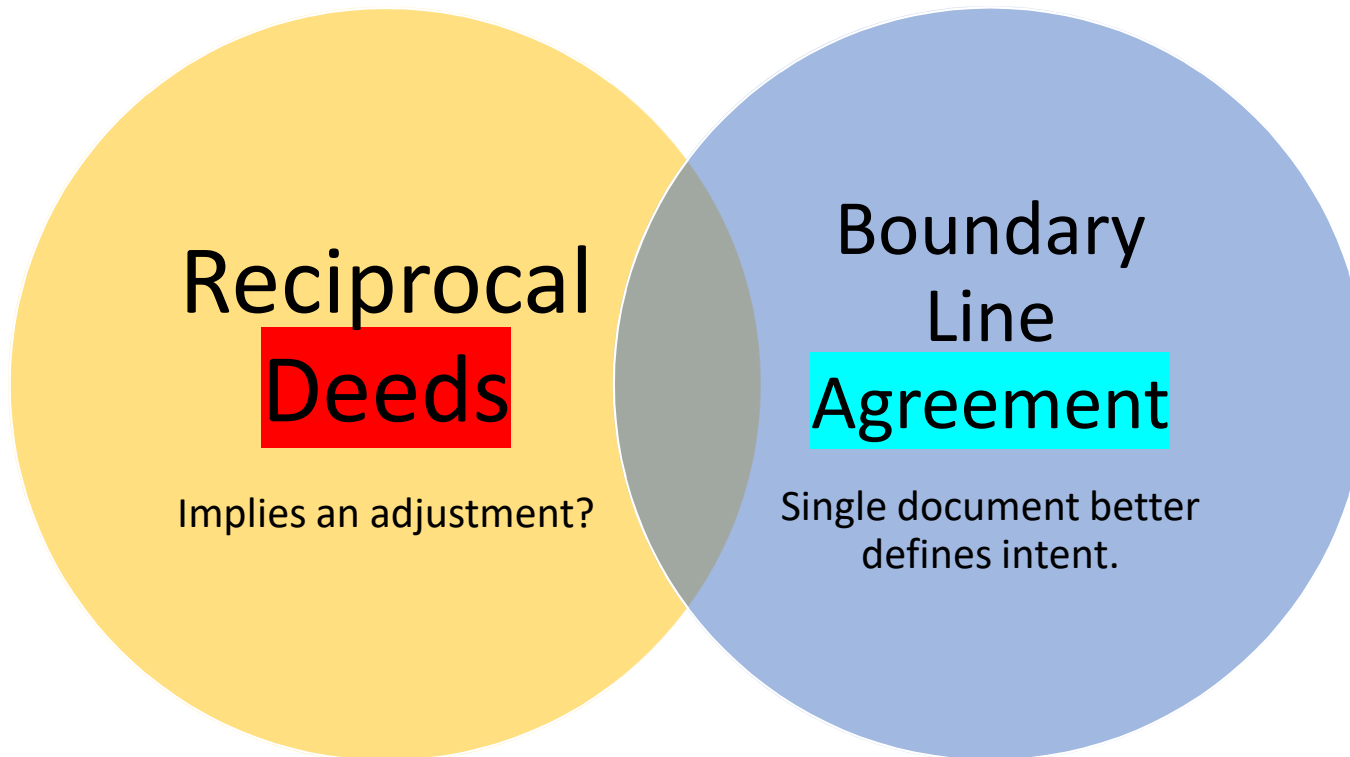 Reciprocal
Deeds
Implies an adjustment?
Boundary
Line
Agreement
Single document better
defines intent.